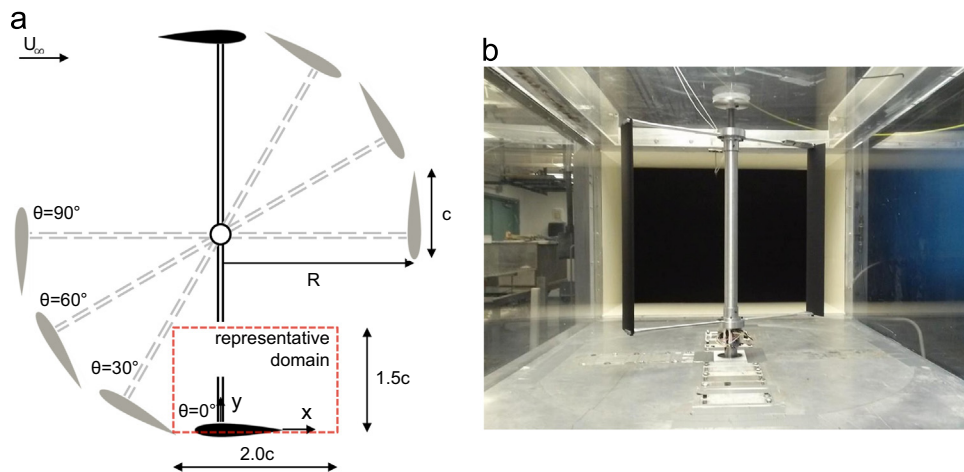 a
U∞
b
θ=90°
c
R
θ=60°
representative
domain
θ=30°
1.5c
θ=0°
y
x
2.0c